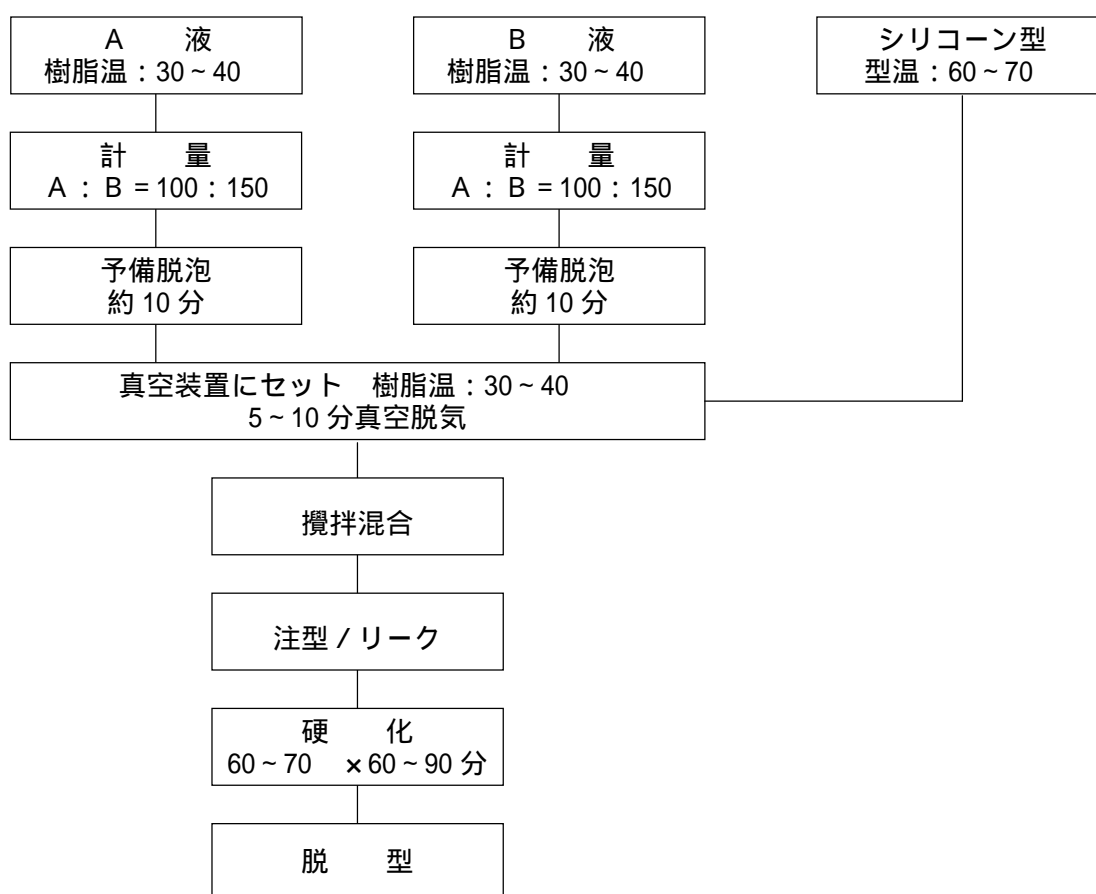 A 液
樹脂温：30～40
B 液
樹脂温：30～40
シリコーン型
型温：60～70
計 量
A：B＝100：150
計 量
A：B＝100：150
予備脱泡
約 10 分
予備脱泡
約 10 分
真空装置にセット 樹脂温：30～40
5～10 分真空脱気
攪拌混合
注型 / リーク
硬 化
60～70 ×60～90 分
脱 型